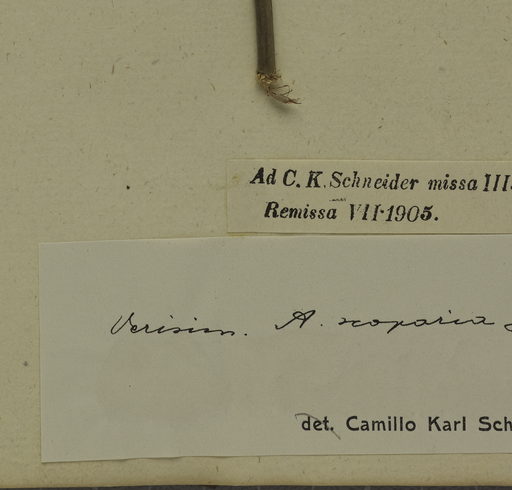 Ad C. K. Schneider missa III
Remissa VII·1905.
Verisim. A. scoparia
det. Camillo Karl Sch